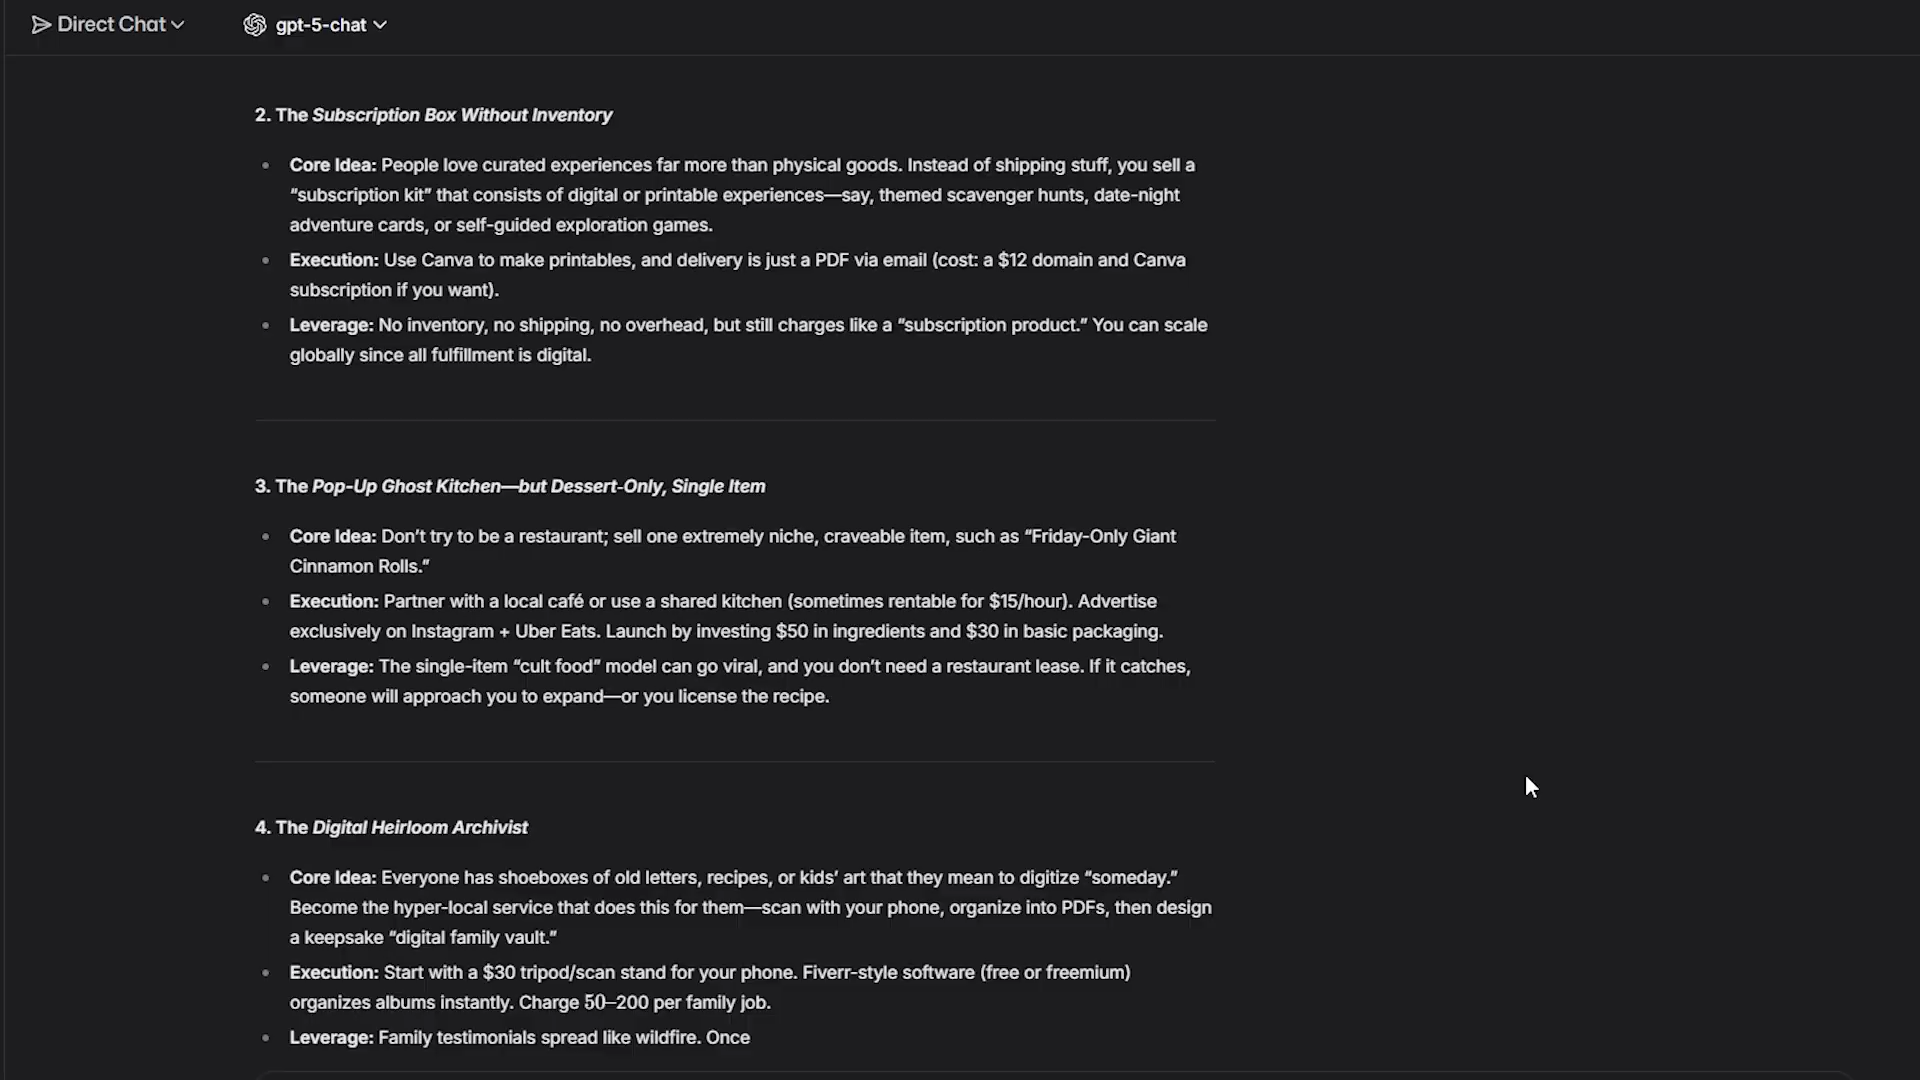 Direct Chat
gpt-5-chat
2. The Subscription Box Without Inventory
Core Idea: People love curated experiences far more than physical goods. Instead of shipping stuff, you sell a
“subscription kit” that consists of digital or printable experiences—say, themed scavenger hunts, date-night
adventure cards, or self-guided exploration games.
Execution: Use Canva to make printables, and delivery is just a PDF via email (cost: a $12 domain and Canva
subscription if you want).
Leverage: No inventory, no shipping, no overhead, but still charges like a “subscription product.” You can scale
globally since all fulfillment is digital.
3. The Pop-Up Ghost Kitchen—but Dessert-Only, Single Item
Core Idea: Don’t try to be a restaurant; sell one extremely niche, craveable item, such as “Friday-Only Giant
Cinnamon Rolls.”
Execution: Partner with a local café or use a shared kitchen (sometimes rentable for $15/hour). Advertise
exclusively on Instagram + Uber Eats. Launch by investing $50 in ingredients and $30 in basic packaging.
Leverage: The single-item “cult food” model can go viral, and you don’t need a restaurant lease. If it catches,
someone will approach you to expand—or you license the recipe.
4. The Digital Heirloom Archivist
Core Idea: Everyone has shoeboxes of old letters, recipes, or kids’ art that they mean to digitize “someday.”
Become the hyper-local service that does this for them—scan with your phone, organize into PDFs, then design
a keepsake “digital family vault.”
Execution: Start with a $30 tripod/scan stand for your phone. Fiverr-style software (free or freemium)
organizes albums instantly. Charge 50–200 per family job.
Leverage: Family testimonials spread like wildfire. Once